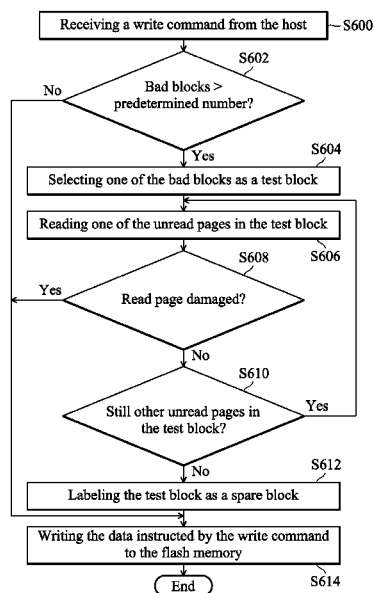 Receiving a write command from the host
S600
S602
No
Bad blocks >
predetermined number?
Yes
S604
Selecting one of the bad blocks as a test block
Reading one of the unread pages in the test block
S606
S608
Yes
Read page damaged?
No
S610
Still other unread pages in
the test block?
Yes
No
S612
Labeling the test block as a spare block
Writing the data instructed by the write command
to the flash memory
S614
End